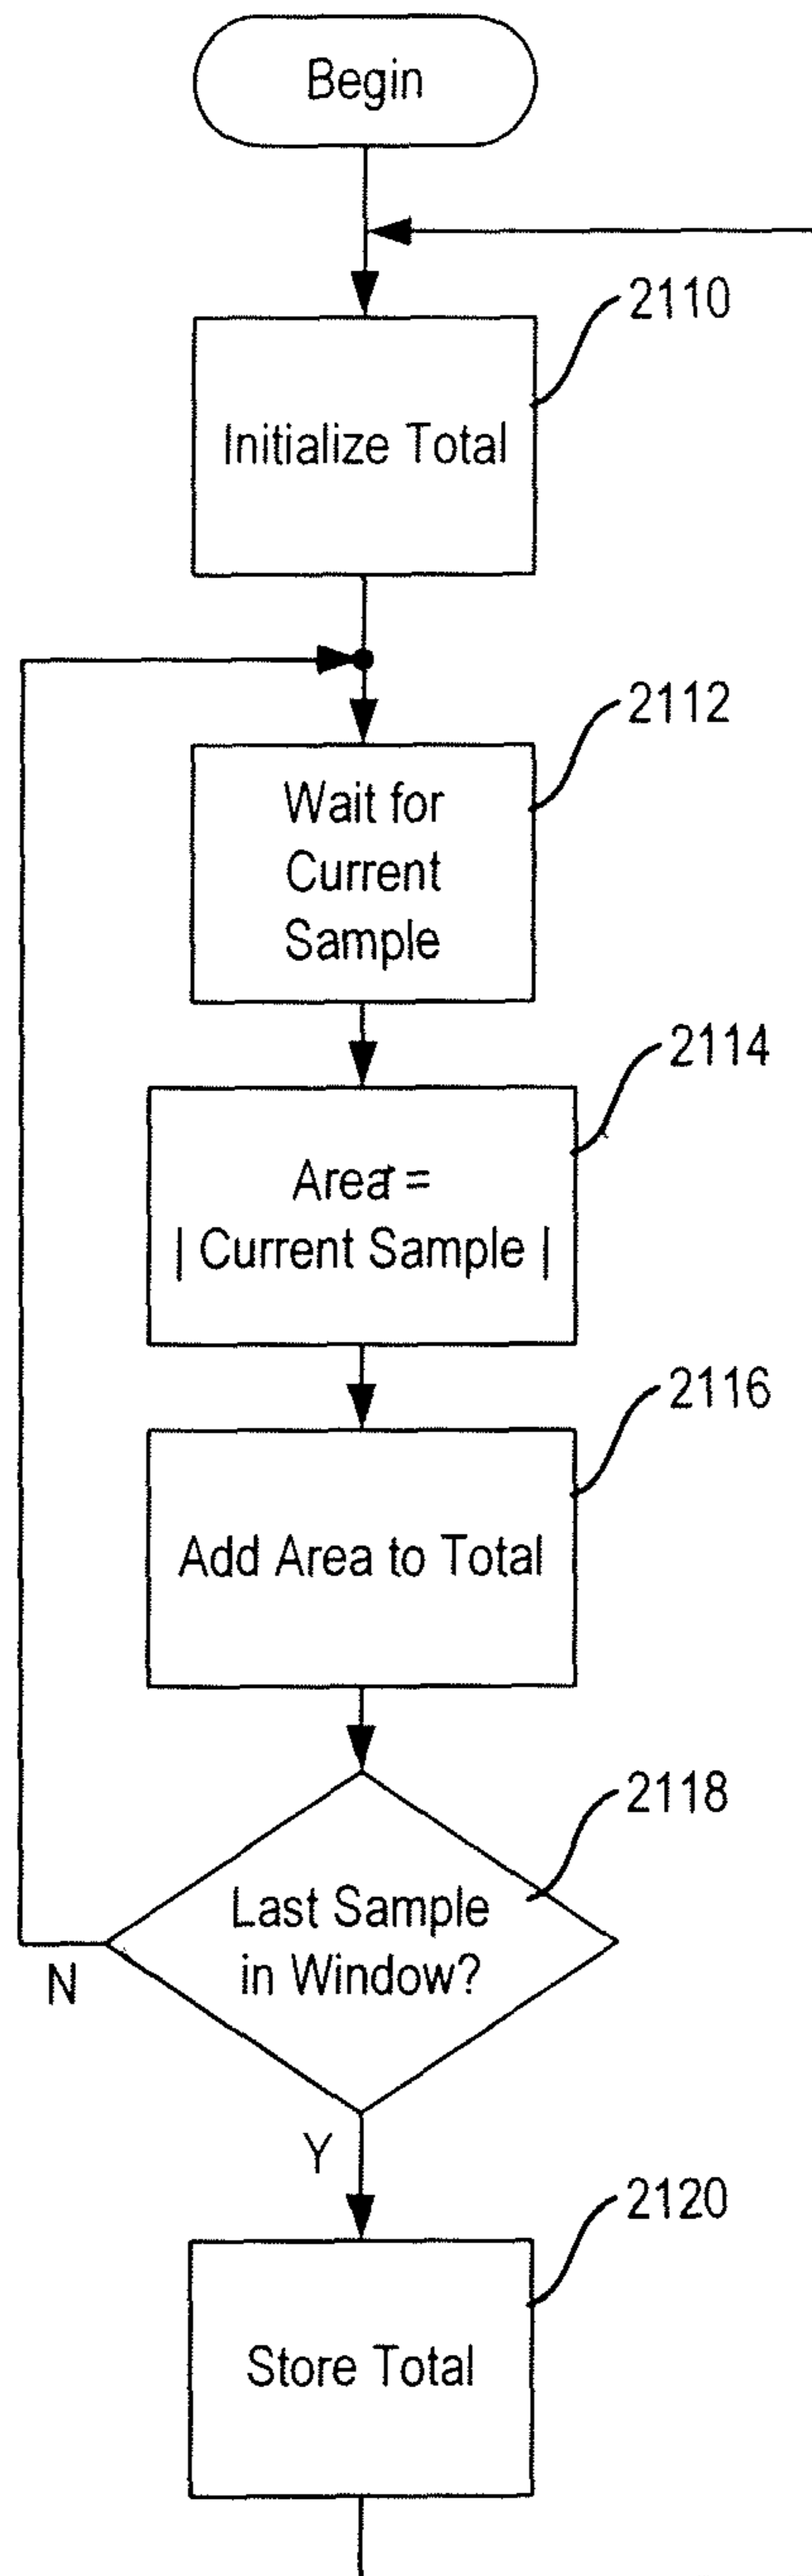 Begin
2110
Initialize Total
2112
Wait for
Current
Sample
2114
Area =
| Current Sample |
2116
Add Area to Total
2118
Last Sample
in Window?
N
Y
2120
Store Total